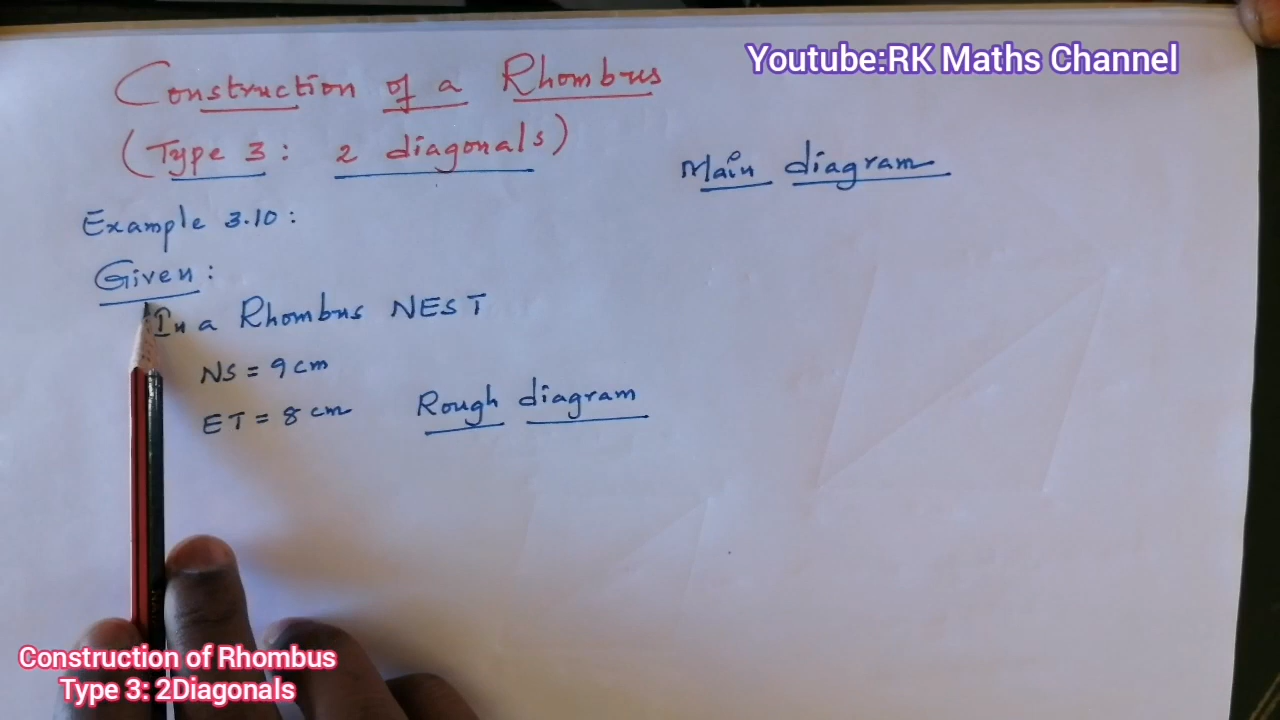 Youtube:RK Maths Channel
Construction of a Rhombus
(Type 3: 2 diagonals)
Main diagram
Example 3.10:
Given:
In a Rhombus NEST
NS = 9 cm
ET = 8 cm
Rough diagram
Construction of Rhombus
Type 3: 2Diagonals